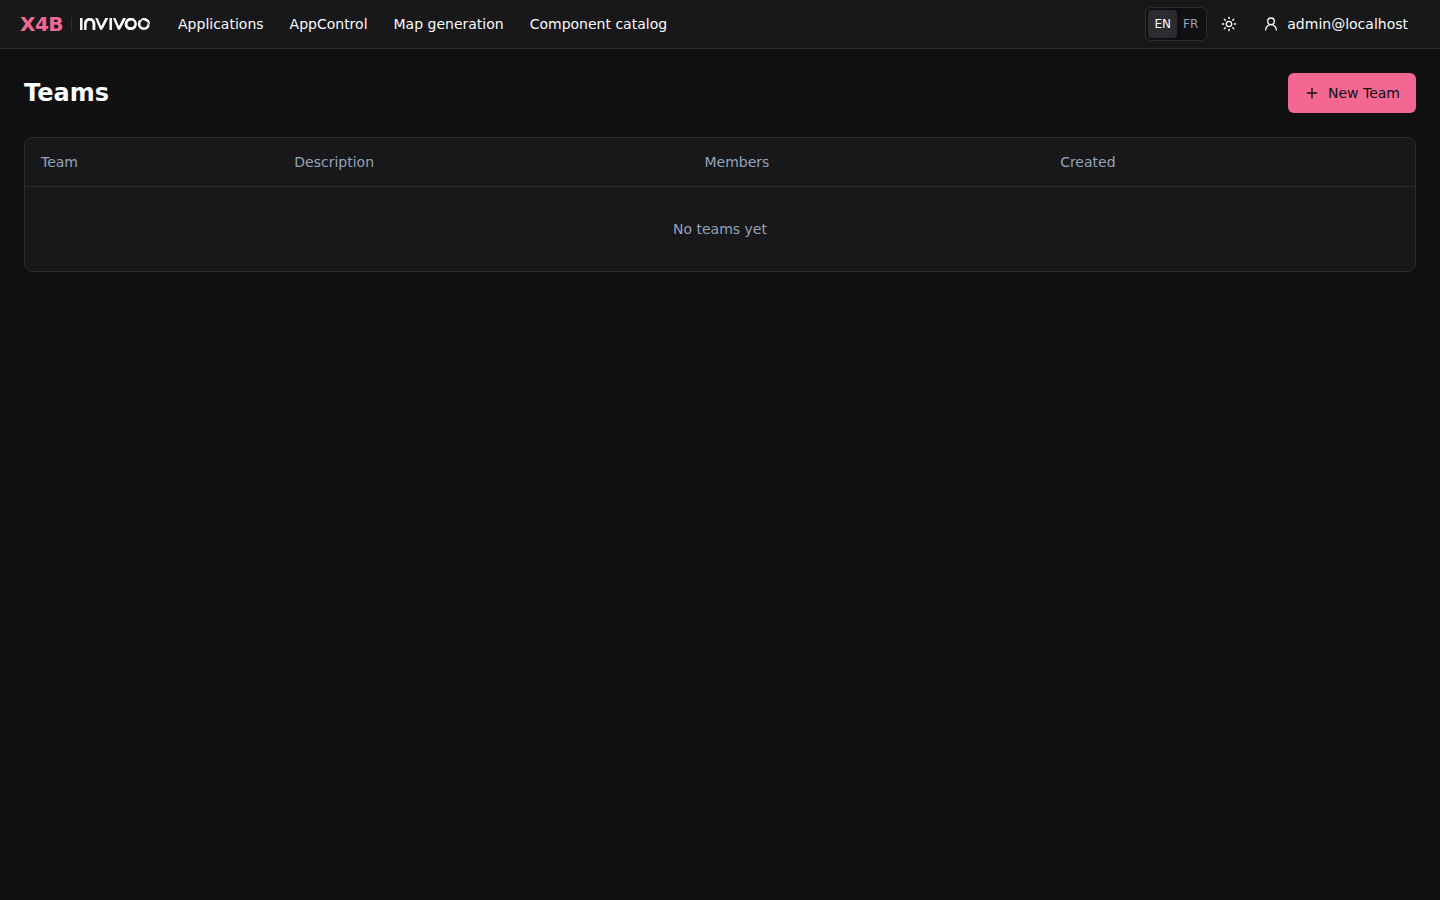 X4B INVIVOO Applications AppControl Map generation Component catalog EN FR admin@localhost
Teams
New Team
Team Description Members Created
No teams yet